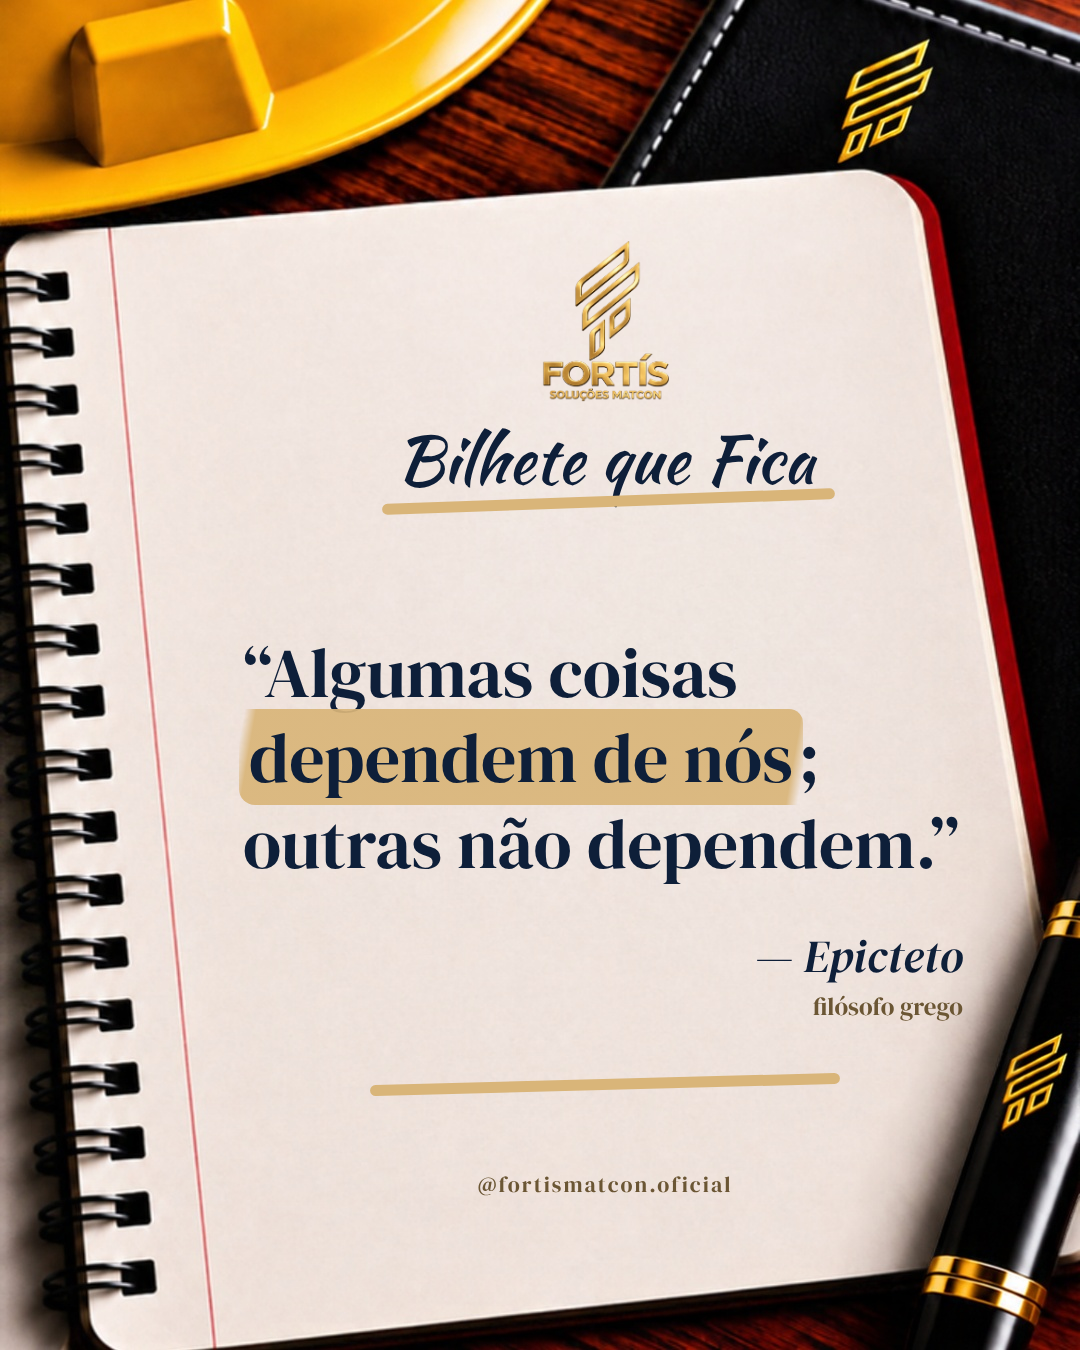 FORTÍS
SOLUÇÕES MATCON
Bilhete que Fica
“Algumas coisas
dependem de nós;
outras não dependem.”
— Epicteto
filósofo grego
@fortismatcon.oficial